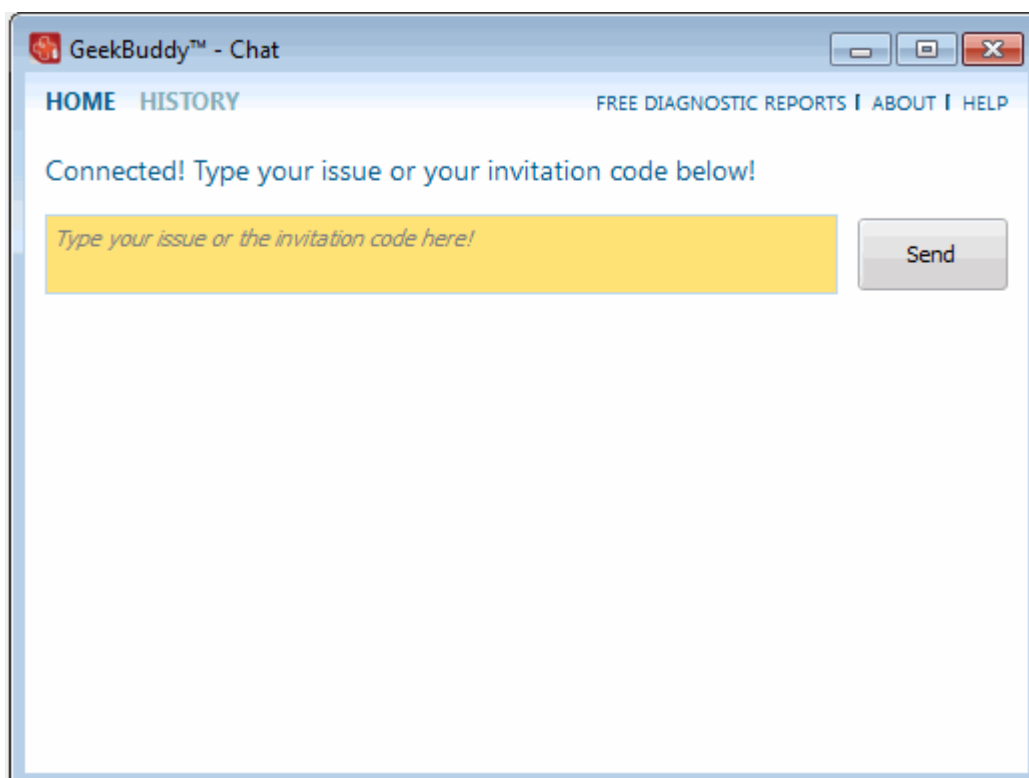 GeekBuddy™ - Chat
HOME HISTORY FREE DIAGNOSTIC REPORTS | ABOUT | HELP
Connected! Type your issue or your invitation code below!
Type your issue or the invitation code here!
Send